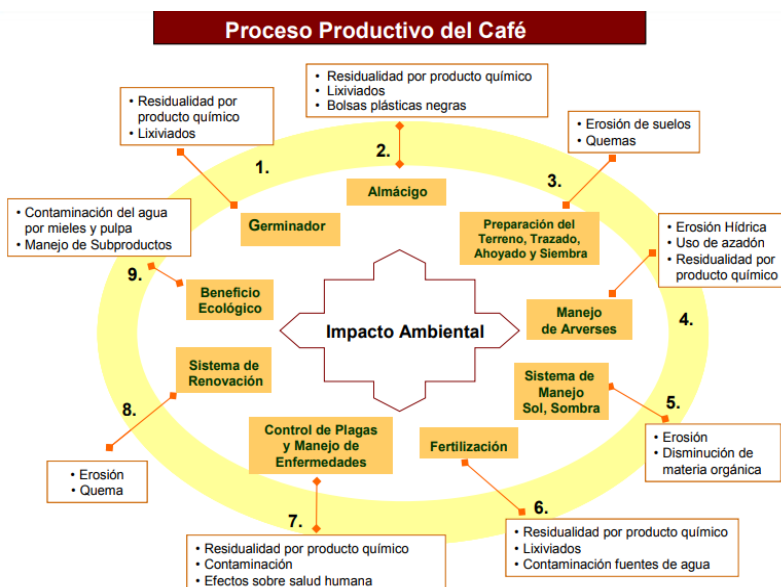 Proceso Productivo del Café
• Residualidad por
producto químico
• Lixiviados
1.
Germinador
• Residualidad por producto químico
• Lixiviados
• Bolsas plásticas negras
2.
Almácigo
• Erosión de suelos
• Quemas
3.
Preparación del
Terreno, Trazado,
Ahoyado y Siembra
• Erosión Hídrica
• Uso de azadón
• Residualidad por
producto químico
4.
Manejo
de Arverses
Sistema de
Manejo
Sol, Sombra
5.
• Erosión
• Disminución de
materia orgánica
Fertilización
6.
• Residualidad por producto químico
• Lixiviados
• Contaminación fuentes de agua
Control de Plagas
y Manejo de
Enfermedades
7.
• Residualidad por producto químico
• Contaminación
• Efectos sobre salud humana
Sistema de
Renovación
8.
• Erosión
• Quema
• Contaminación del agua
por mieles y pulpa
• Manejo de Subproductos
9.
Beneficio
Ecológico
Impacto Ambiental